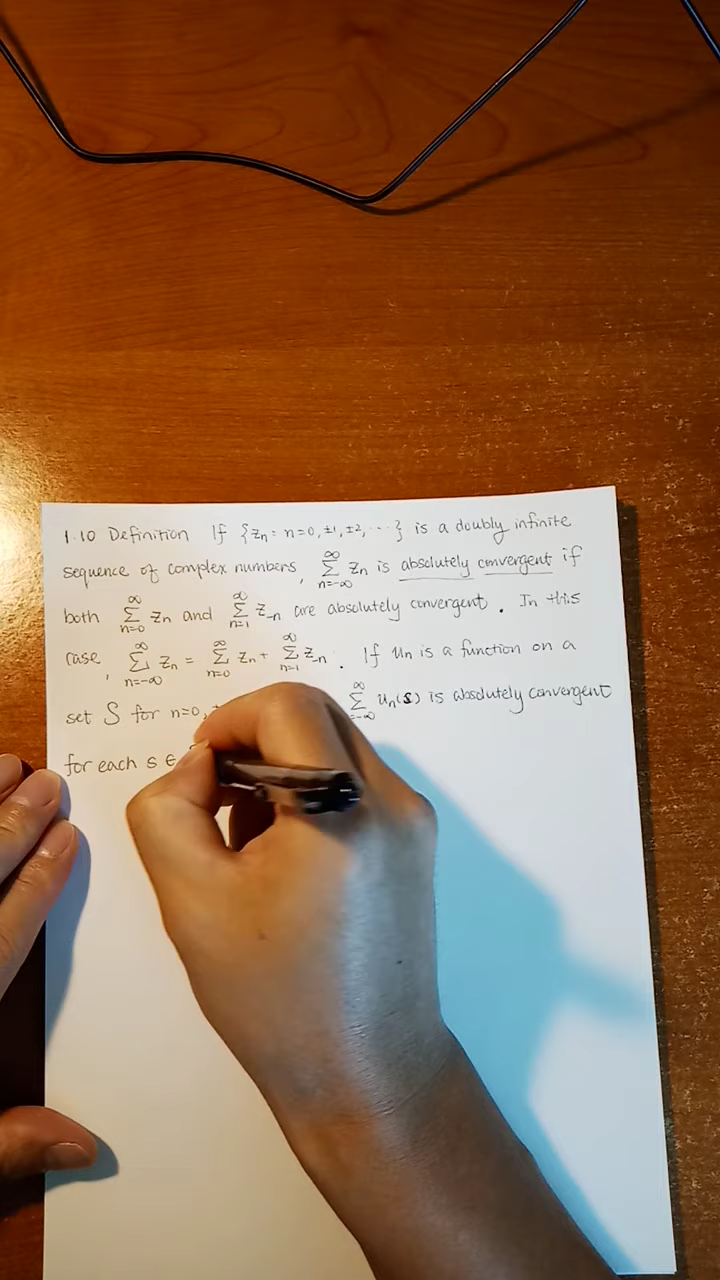 1.10 Definition If {zₙ: n=0,±1,±2,⋯} is a doubly infinite
sequence of complex numbers, ∑_{n=-∞}^{∞} zₙ is absolutely convergent if
both ∑_{n=0}^{∞} zₙ and ∑_{n=1}^{∞} z₋ₙ are absolutely convergent. In this
case, ∑_{n=-∞}^{∞} zₙ = ∑_{n=0}^{∞} zₙ + ∑_{n=1}^{∞} z₋ₙ. If uₙ is a function on a
set S for n=0, ∑_{n=-∞}^{∞} uₙ(s) is absolutely convergent
for each s ∈